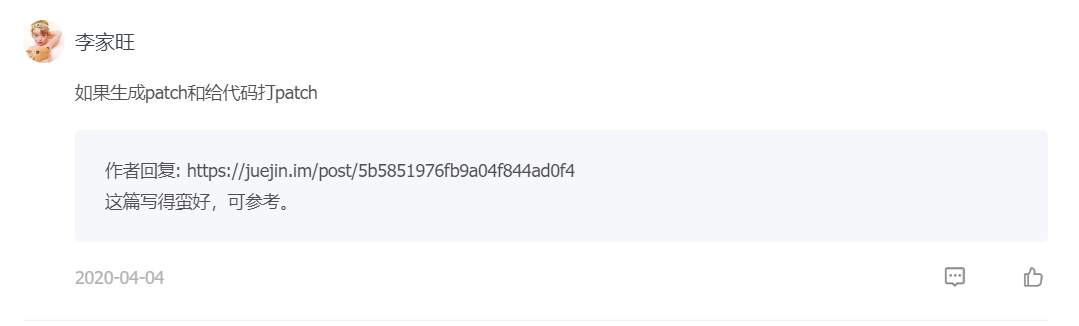 李家旺
如果生成patch和给代码打patch
作者回复: https://juejin.im/post/5b5851976fb9a04f844ad0f4
这篇写得蛮好，可参考。
2020-04-04